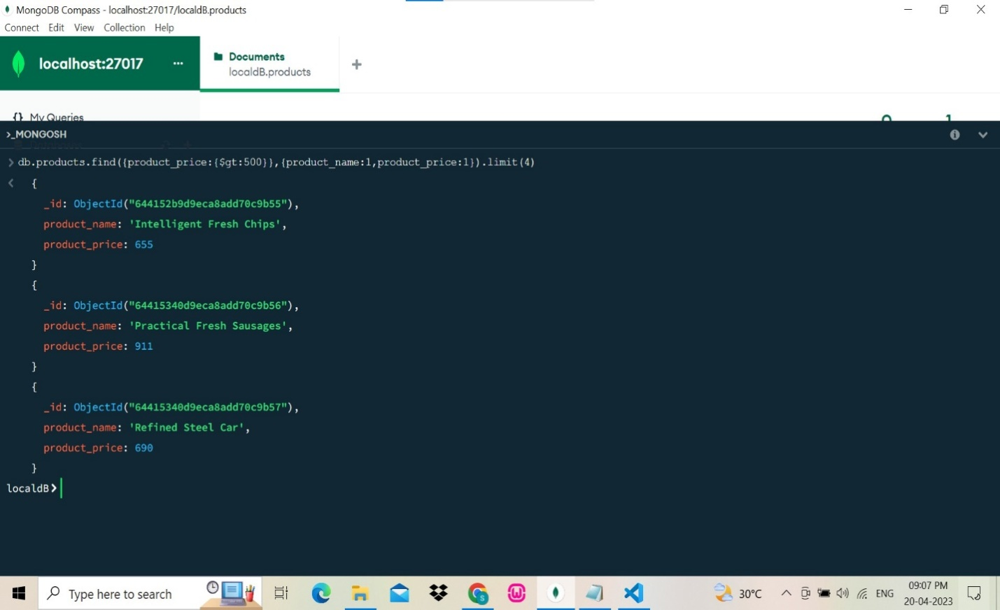 MongoDB Compass - localhost:27017/localdB.products
Connect Edit View Collection Help
localhost:27017 ...
Documents
localdB.products
My Queries
>_MONGOSH
db.products.find({product_price:{$gt:500}},{product_name:1,product_price:1}).limit(4)
{
_id: ObjectId("644152b9d9eca8add70c9b55"),
product_name: 'Intelligent Fresh Chips',
product_price: 655
}
{
_id: ObjectId("64415340d9eca8add70c9b56"),
product_name: 'Practical Fresh Sausages',
product_price: 911
}
{
_id: ObjectId("64415340d9eca8add70c9b57"),
product_name: 'Refined Steel Car',
product_price: 690
}
localdB>
Type here to search
30°C
ENG
09:07 PM
20-04-2023